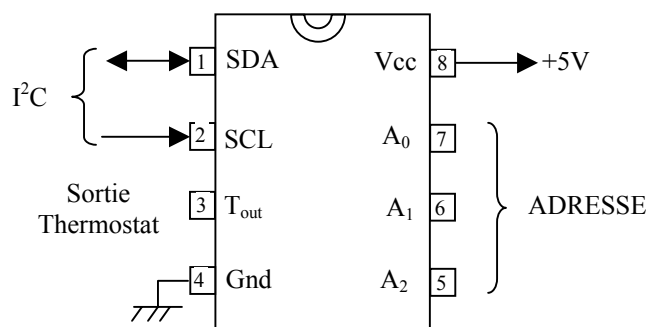 1 SDA Vcc 8 +5V
I²C
2 SCL A₀ 7
Sortie
Thermostat
3 Tout A₁ 6 ADRESSE
4 Gnd A₂ 5